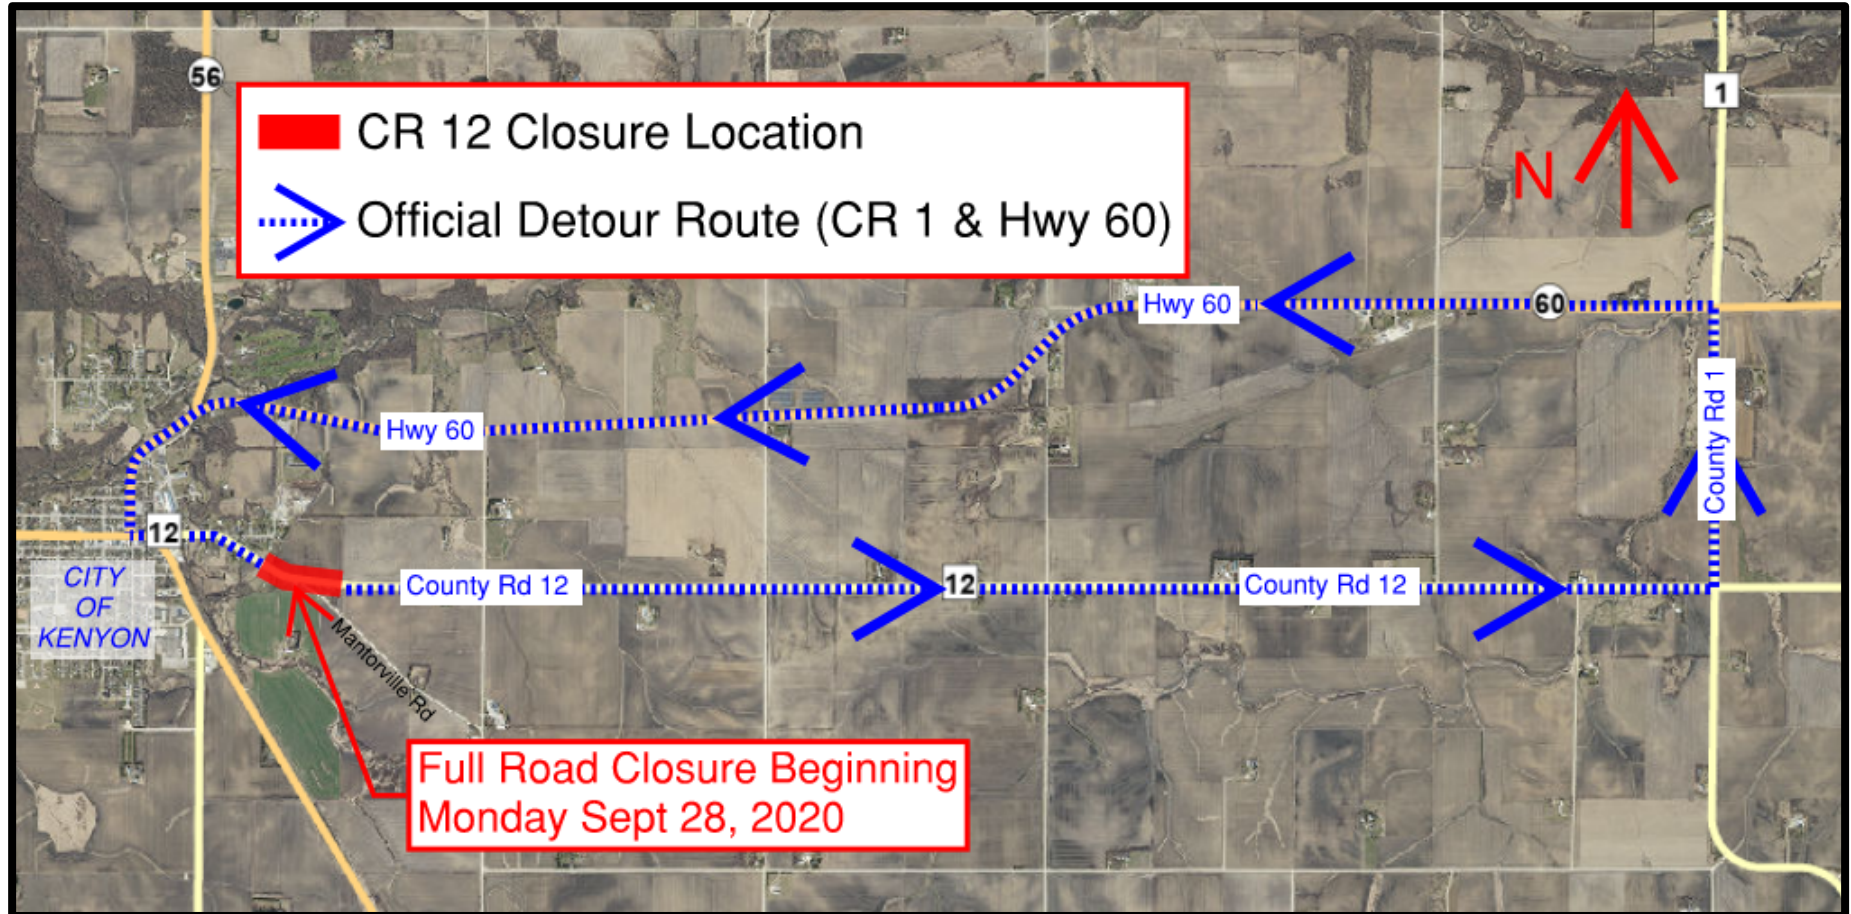 56
CR 12 Closure Location
Official Detour Route (CR 1 & Hwy 60)
1
N
Hwy 60
60
Hwy 60
County Rd 1
12
CITY
OF
KENYON
County Rd 12
12
County Rd 12
Mantorville Rd
Full Road Closure Beginning
Monday Sept 28, 2020